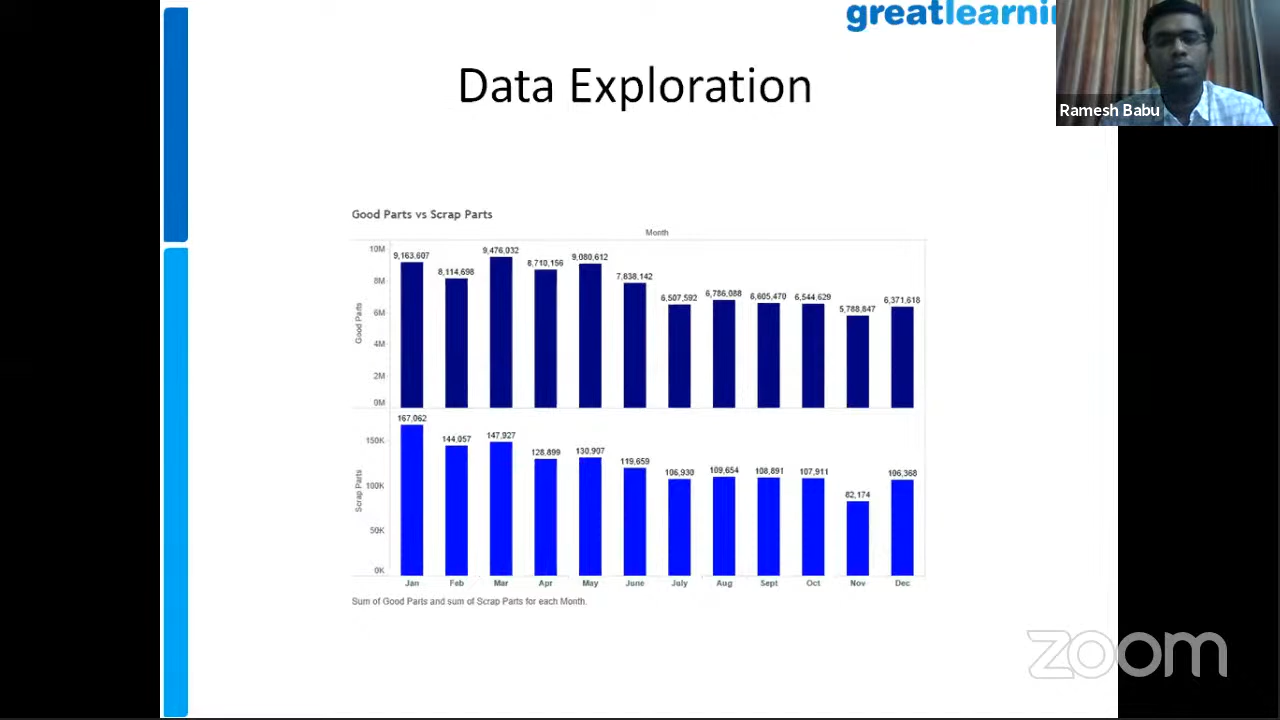 greatlearnin
Ramesh Babu
Data Exploration
Good Parts vs Scrap Parts
Month
10M
8M
6M
4M
2M
0M
Good Parts
9,163,607
8,114,698
9,476,032
8,710,156
9,080,612
7,838,142
6,507,592
6,786,088
6,605,470
6,544,629
5,788,847
6,371,618
150K
100K
50K
0K
Scrap Parts
167,062
144,057
147,927
128,899
130,907
119,659
106,930
109,654
108,891
107,911
82,174
106,368
Jan Feb Mar Apr May June July Aug Sept Oct Nov Dec
Sum of Good Parts and sum of Scrap Parts for each Month.
zoom